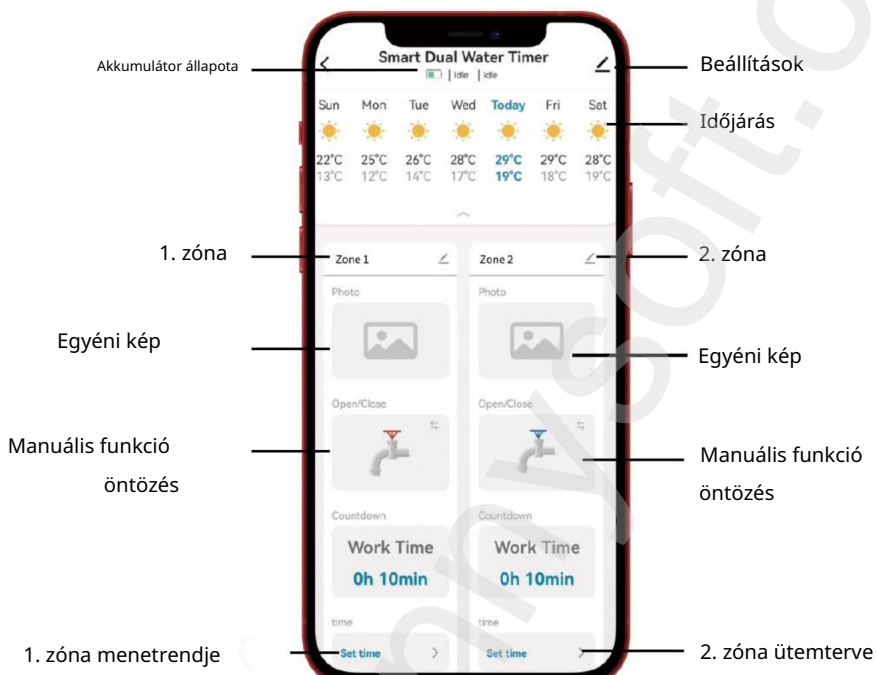 Smart Dual Water Timer
Akkumulátor állapota
Idle | Idle
Beállítások
Sun Mon Tue Wed Today Fri Sat
Időjárás
22°C 25°C 26°C 28°C 29°C 29°C 28°C
13°C 12°C 14°C 17°C 19°C 18°C 19°C
1. zóna
Zone 1
Zone 2
2. zóna
Photo
Photo
Egyéni kép
Egyéni kép
Open/Close
Open/Close
Manuális funkció
öntözés
Manuális funkció
öntözés
Countdown
Countdown
Work Time
Work Time
0h 10min
0h 10min
time
time
1. zóna menetrendje
Set time
Set time
2. zóna ütemterve